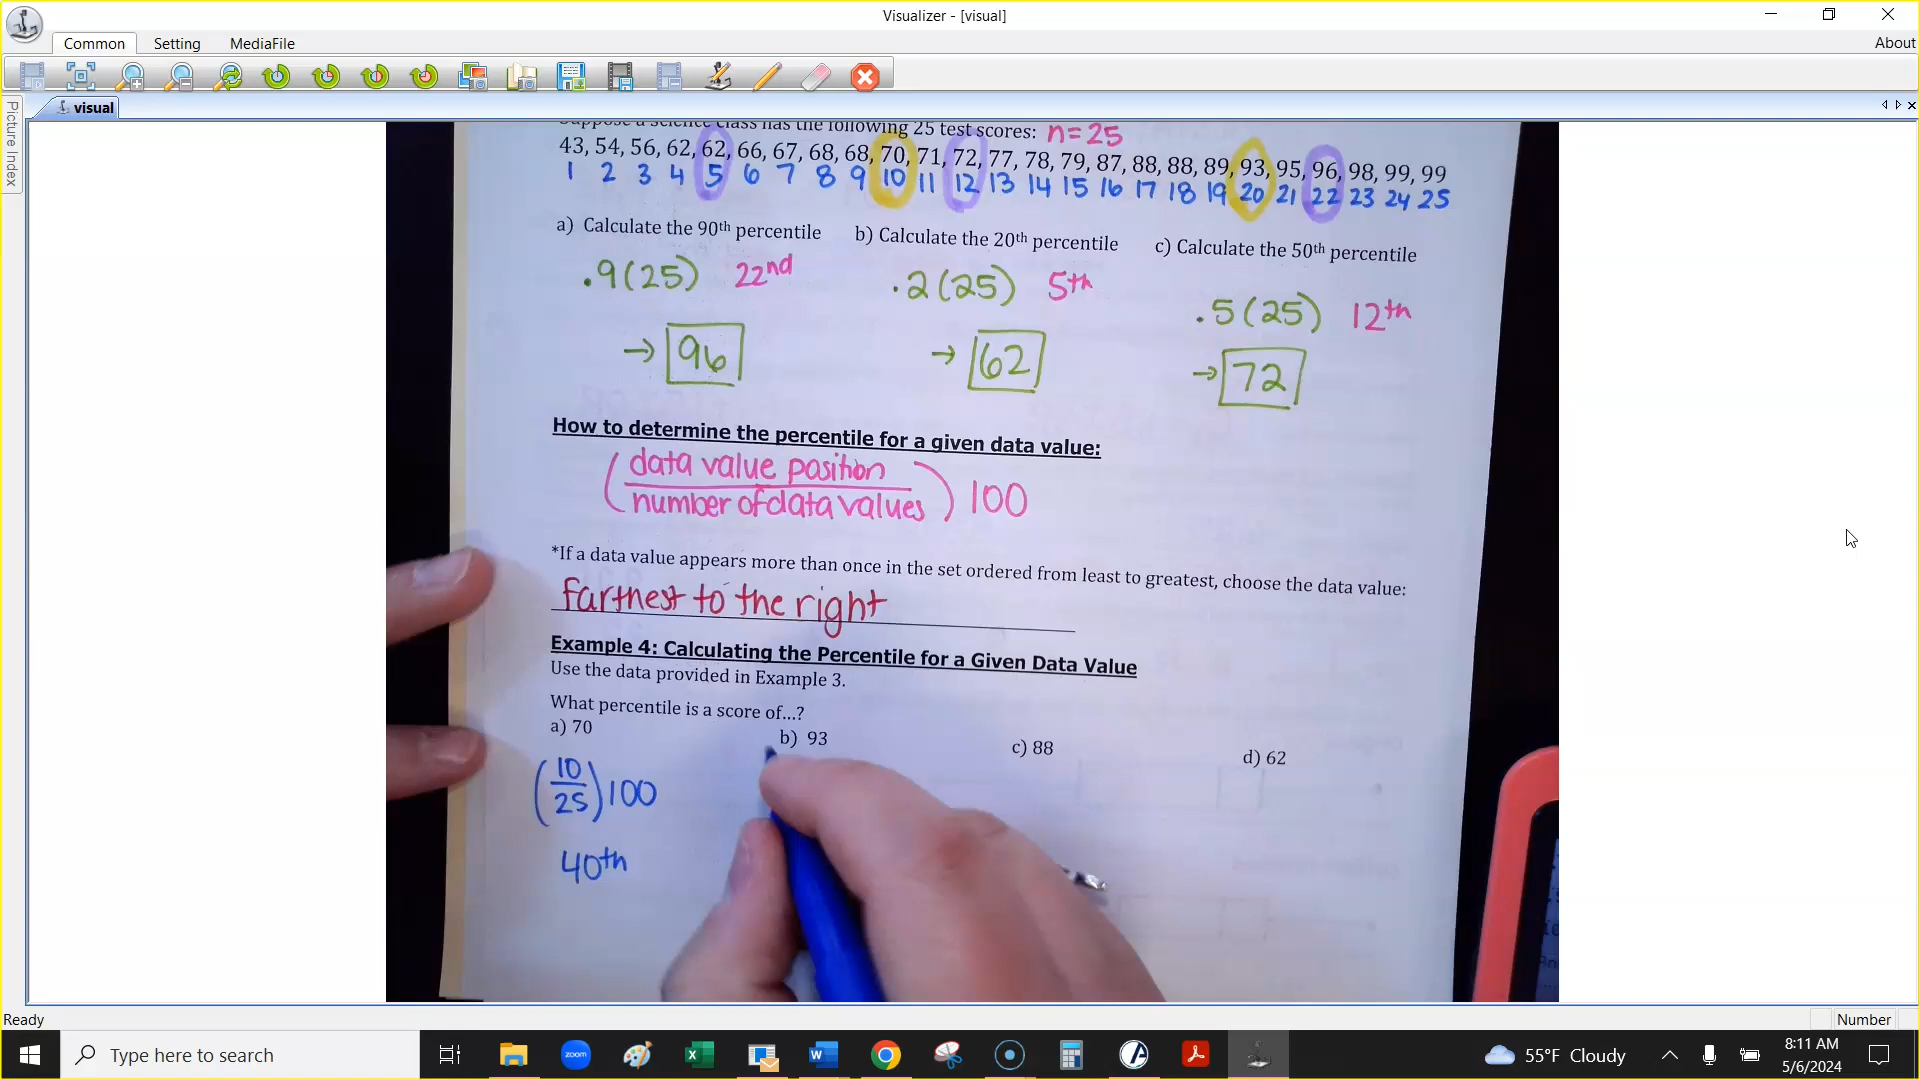 Visualizer - [visual]
Common Setting MediaFile About
visual
Picture Index
Suppose a science class has the following 25 test scores: n=25
43, 54, 56, 62, 62, 66, 67, 68, 68, 70, 71, 72, 77, 78, 79, 87, 88, 88, 89, 93, 95, 96, 98, 99, 99
1 2 3 4 5 6 7 8 9 10 11 12 13 14 15 16 17 18 19 20 21 22 23 24 25
a) Calculate the 90th percentile b) Calculate the 20th percentile c) Calculate the 50th percentile
.9(25) 22nd .2(25) 5th .5(25) 12th
→ 96 → 62 → 72
How to determine the percentile for a given data value:
(data value position
number of data values) 100
*If a data value appears more than once in the set ordered from least to greatest, choose the data value:
farthest to the right
Example 4: Calculating the Percentile for a Given Data Value
Use the data provided in Example 3.
What percentile is a score of...?
a) 70 b) 93 c) 88 d) 62
(10
25)100
40th
Ready Number
Type here to search zoom 55°F Cloudy 8:11 AM
5/6/2024